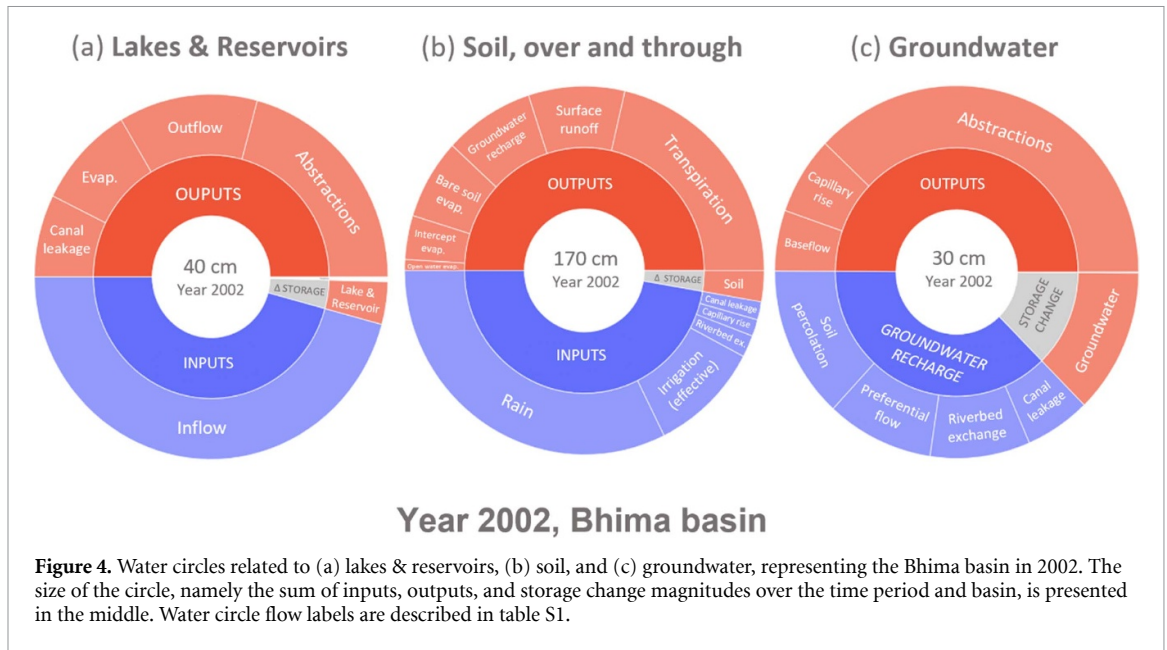 (a) Lakes & Reservoirs
Outflow
Abstractions
Evap.
Canal
leakage
OUPUTS
40 cm
Year 2002
Δ STORAGE
Lake &
Reservoir
INPUTS
Inflow
(b) Soil, over and through
Surface
runoff
Groundwater
recharge
Transpiration
Bare soil
evap.
Intercept
evap.
Open water evap.
OUTPUTS
170 cm
Year 2002
Δ STORAGE
Soil
Canal leakage
Capillary rise
Riverbed ex.
Irrigation
(effective)
INPUTS
Rain
(c) Groundwater
Abstractions
Capillary
rise
Baseflow
OUTPUTS
30 cm
Year 2002
STORAGE
CHANGE
Groundwater
GROUNDWATER
RECHARGE
Soil
percolation
Preferential
flow
Riverbed
exchange
Canal
leakage
Year 2002, Bhima basin
Figure 4. Water circles related to (a) lakes & reservoirs, (b) soil, and (c) groundwater, representing the Bhima basin in 2002. The
size of the circle, namely the sum of inputs, outputs, and storage change magnitudes over the time period and basin, is presented
in the middle. Water circle flow labels are described in table S1.